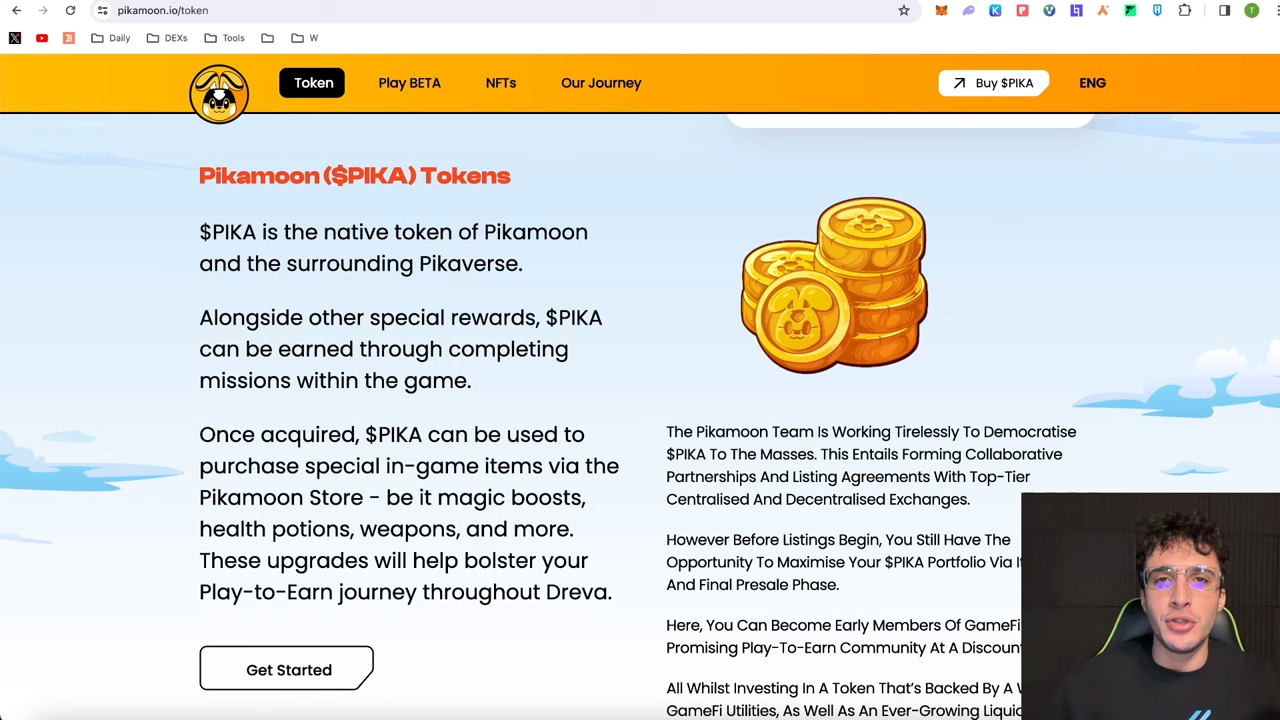 pikamoon.io/token
Daily
DEXs
Tools
W
Token
Play BETA
NFTs
Our Journey
Buy $PIKA
ENG
Pikamoon ($PIKA) Tokens
$PIKA is the native token of Pikamoon
and the surrounding Pikaverse.
Alongside other special rewards, $PIKA
can be earned through completing
missions within the game.
Once acquired, $PIKA can be used to
purchase special in-game items via the
Pikamoon Store - be it magic boosts,
health potions, weapons, and more.
These upgrades will help bolster your
Play-to-Earn journey throughout Dreva.
Get Started
The Pikamoon Team Is Working Tirelessly To Democratise
$PIKA To The Masses. This Entails Forming Collaborative
Partnerships And Listing Agreements With Top-Tier
Centralised And Decentralised Exchanges.
However Before Listings Begin, You Still Have The
Opportunity To Maximise Your $PIKA Portfolio Via
And Final Presale Phase.
Here, You Can Become Early Members Of GameFi
Promising Play-To-Earn Community At A
All Whilst Investing In A Token That's Backed By A
GameFi Utilities, As Well As An Ever-Growing